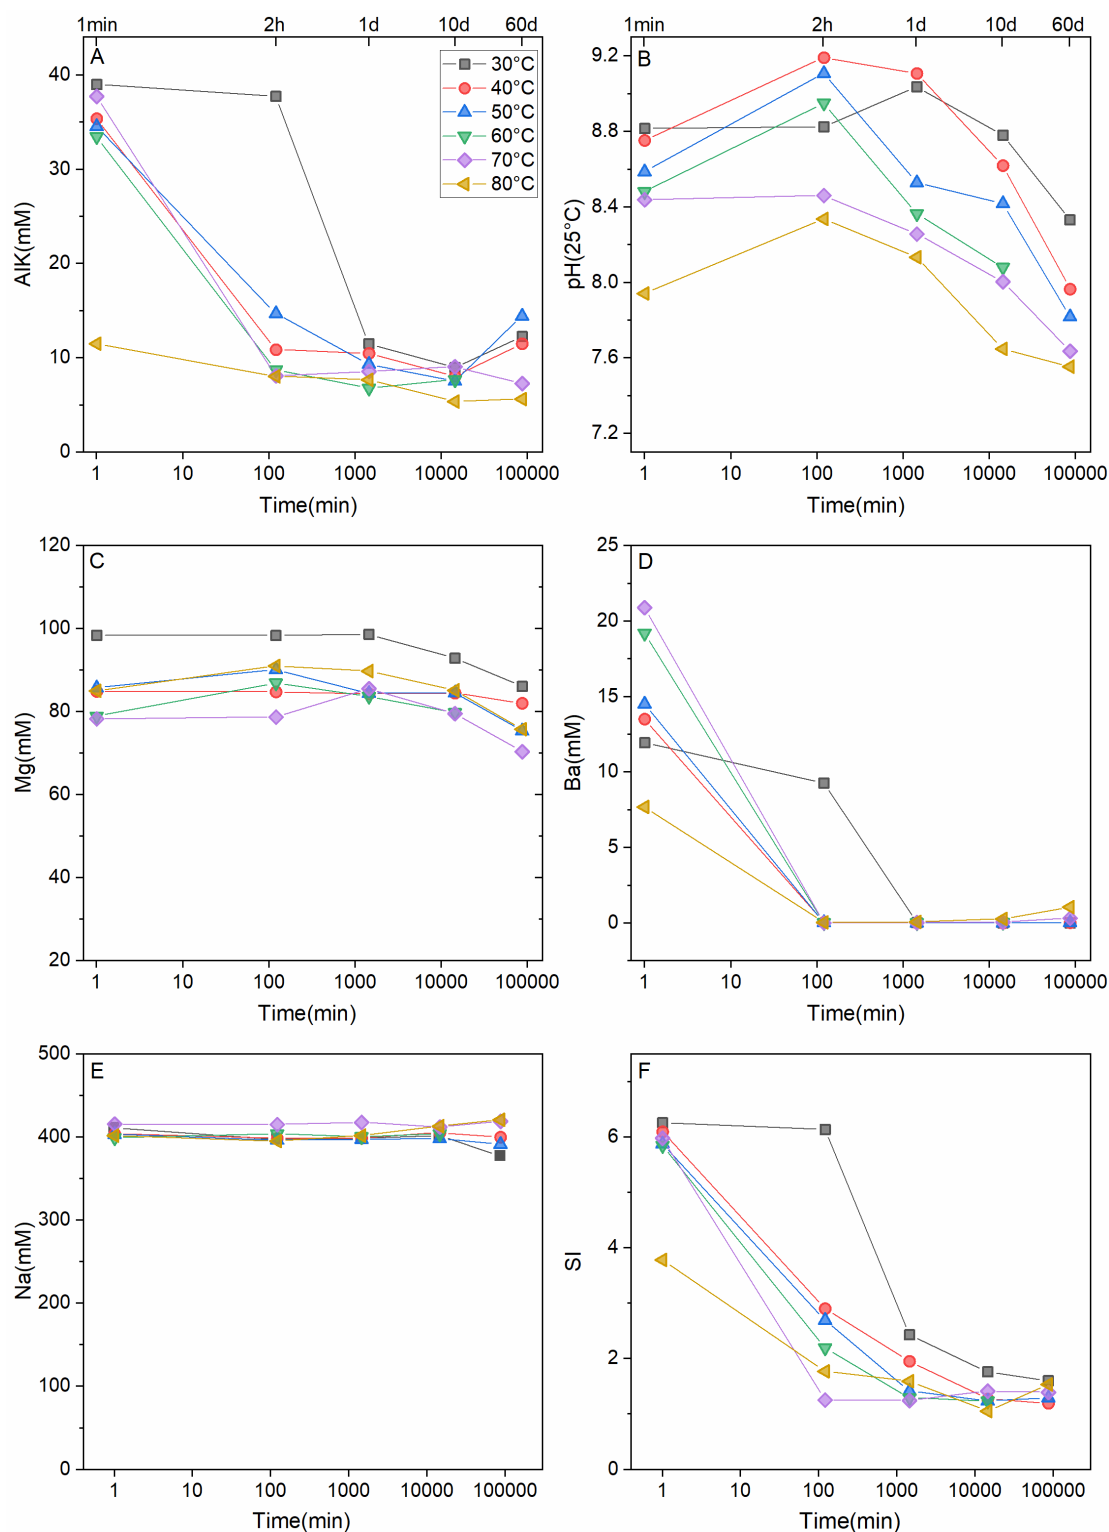 1min 2h 1d 10d 60d
A
30°C
40°C
50°C
60°C
70°C
80°C
40
30
20
10
0
AlK(mM)
1 10 100 1000 10000 100000
Time(min)
1min 2h 1d 10d 60d
B
9.2
8.8
8.4
8.0
7.6
7.2
pH(25°C)
1 10 100 1000 10000 100000
Time(min)
C
120
100
80
60
40
20
Mg(mM)
1 10 100 1000 10000 100000
Time(min)
D
25
20
15
10
5
0
Ba(mM)
1 10 100 1000 10000 100000
Time(min)
E
500
400
300
200
100
0
Na(mM)
1 10 100 1000 10000 100000
Time(min)
F
6
4
2
0
SI
1 10 100 1000 10000 100000
Time(min)